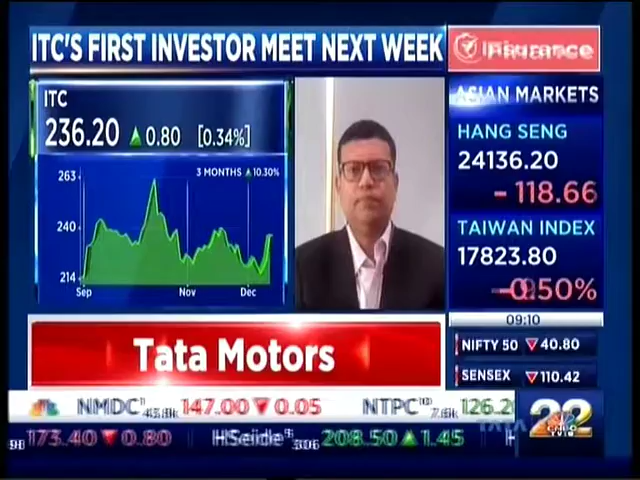 ITC'S FIRST INVESTOR MEET NEXT WEEK
ITC
236.20 ▲ 0.80 [0.34%]
3 MONTHS ▲ 10.30%
263
240
214
Sep Nov Dec
ASIAN MARKETS
HANG SENG
24136.20
- 118.66
TAIWAN INDEX
17823.80
09:10
NIFTY 50 ▼ 40.80
SENSEX ▼ 110.42
Tata Motors
NMDC 147.00 ▼ 0.05 NTPC 126.2
173.40 ▼ 0.80 HSeidle 208.50 ▲ 1.45